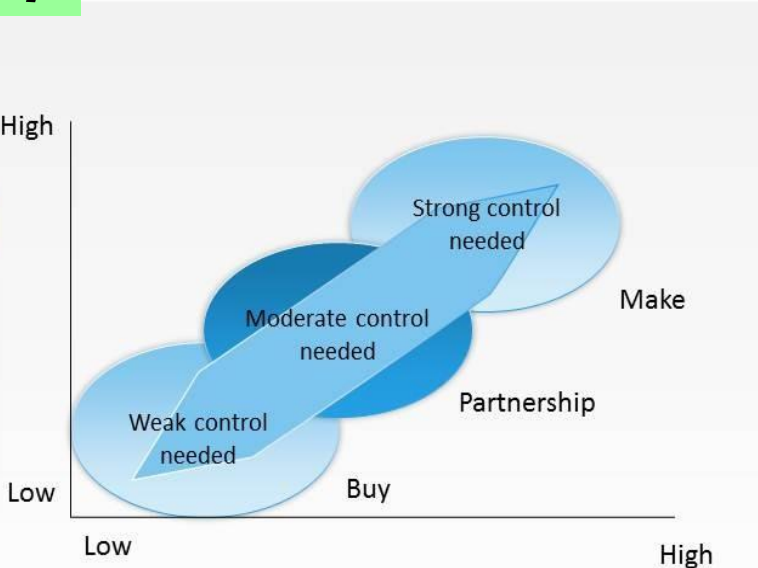 High
Strong control
needed
Make
Moderate control
needed
Partnership
Weak control
needed
Buy
Low
Low
High